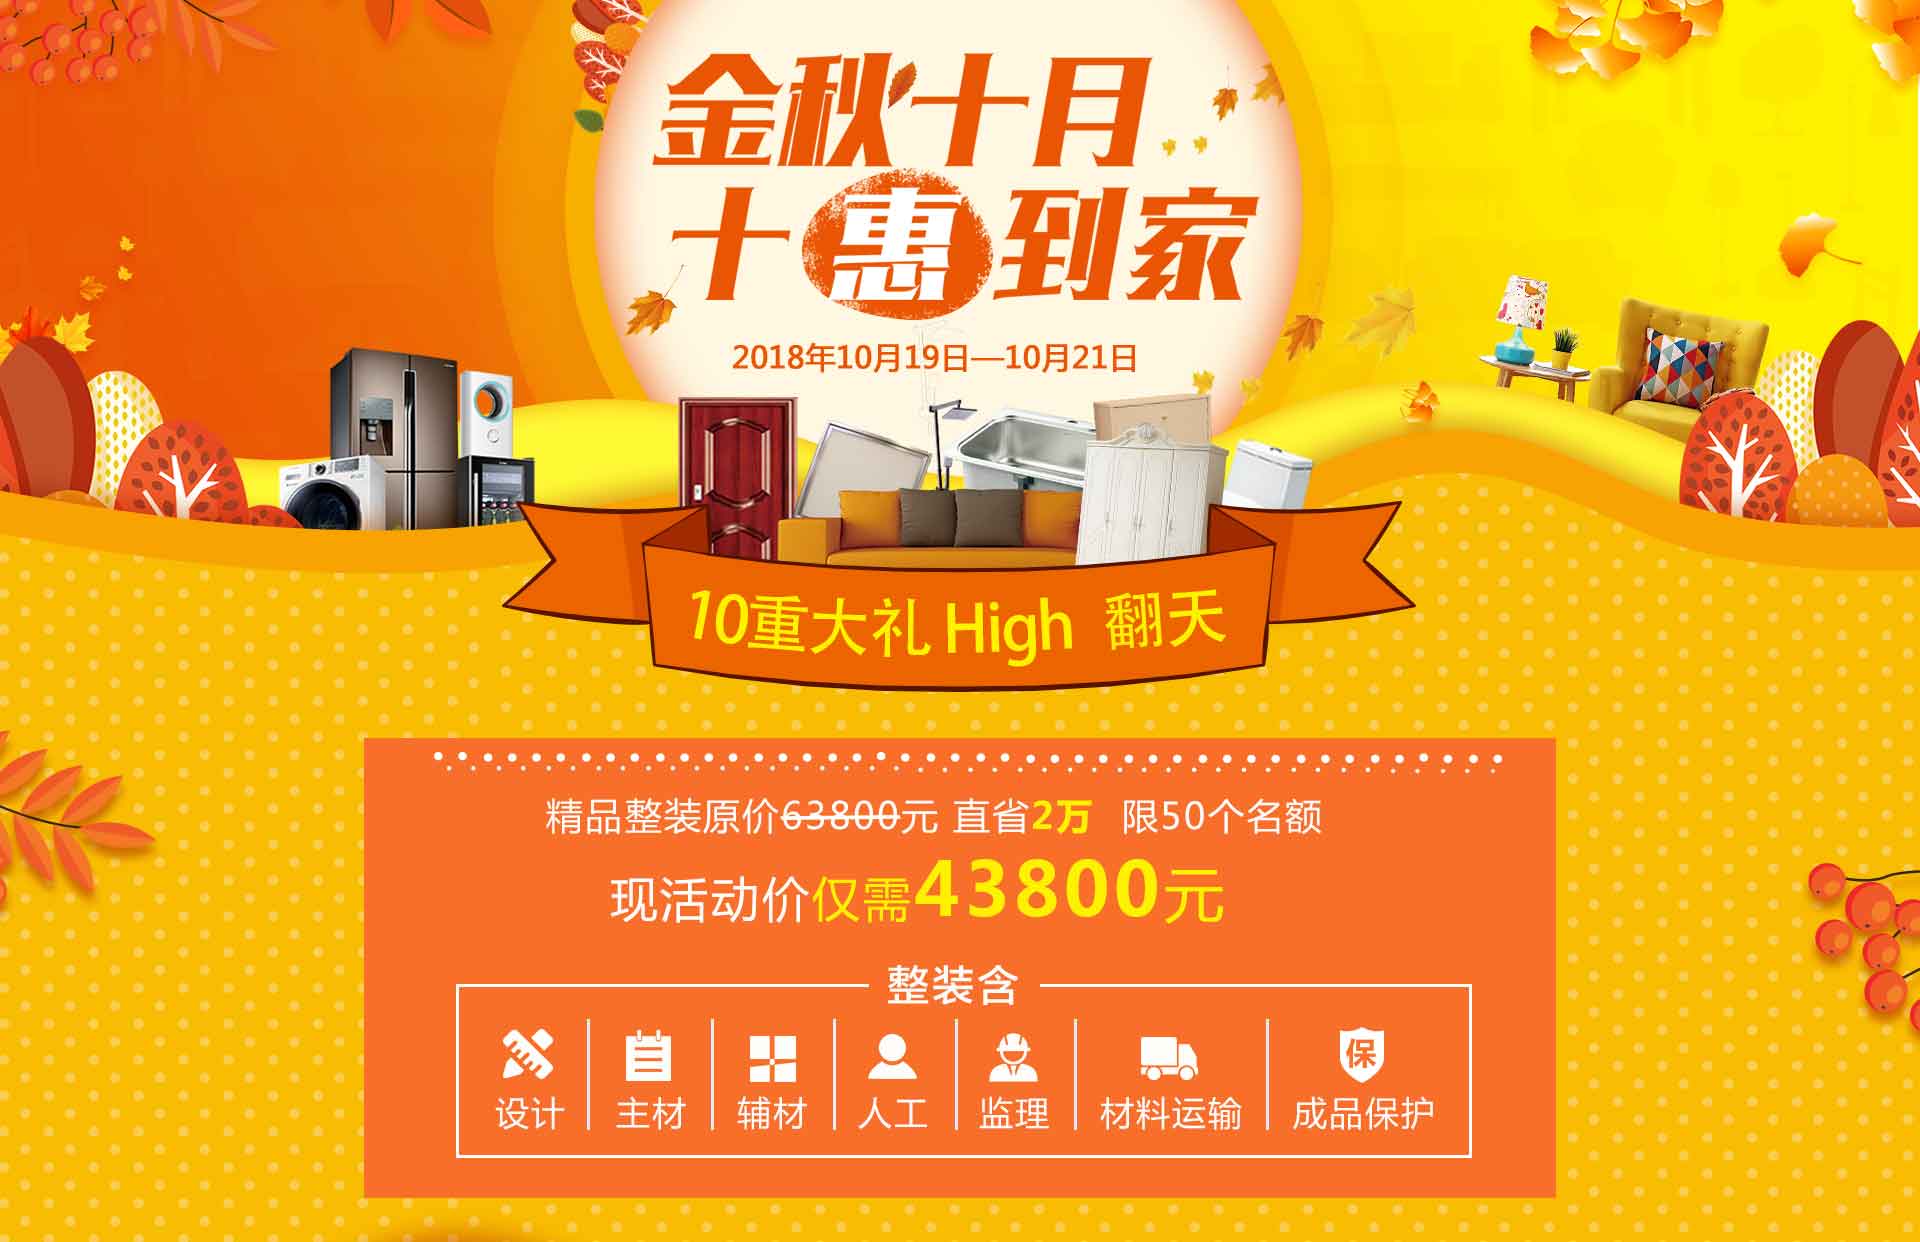 金秋十月
十惠到家
2018年10月19日—10月21日
10重大礼 High 翻天
精品整装原价63800元 直省2万 限50个名额
现活动价仅需43800元
整装含
设计 主材 辅材 人工 监理 材料运输 保 成品保护